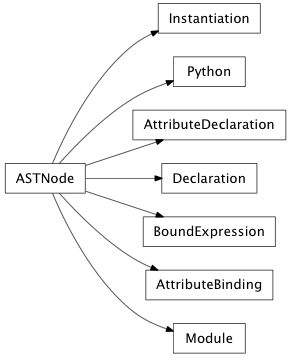 Instantiation
Python
AttributeDeclaration
ASTNode
Declaration
BoundExpression
AttributeBinding
Module